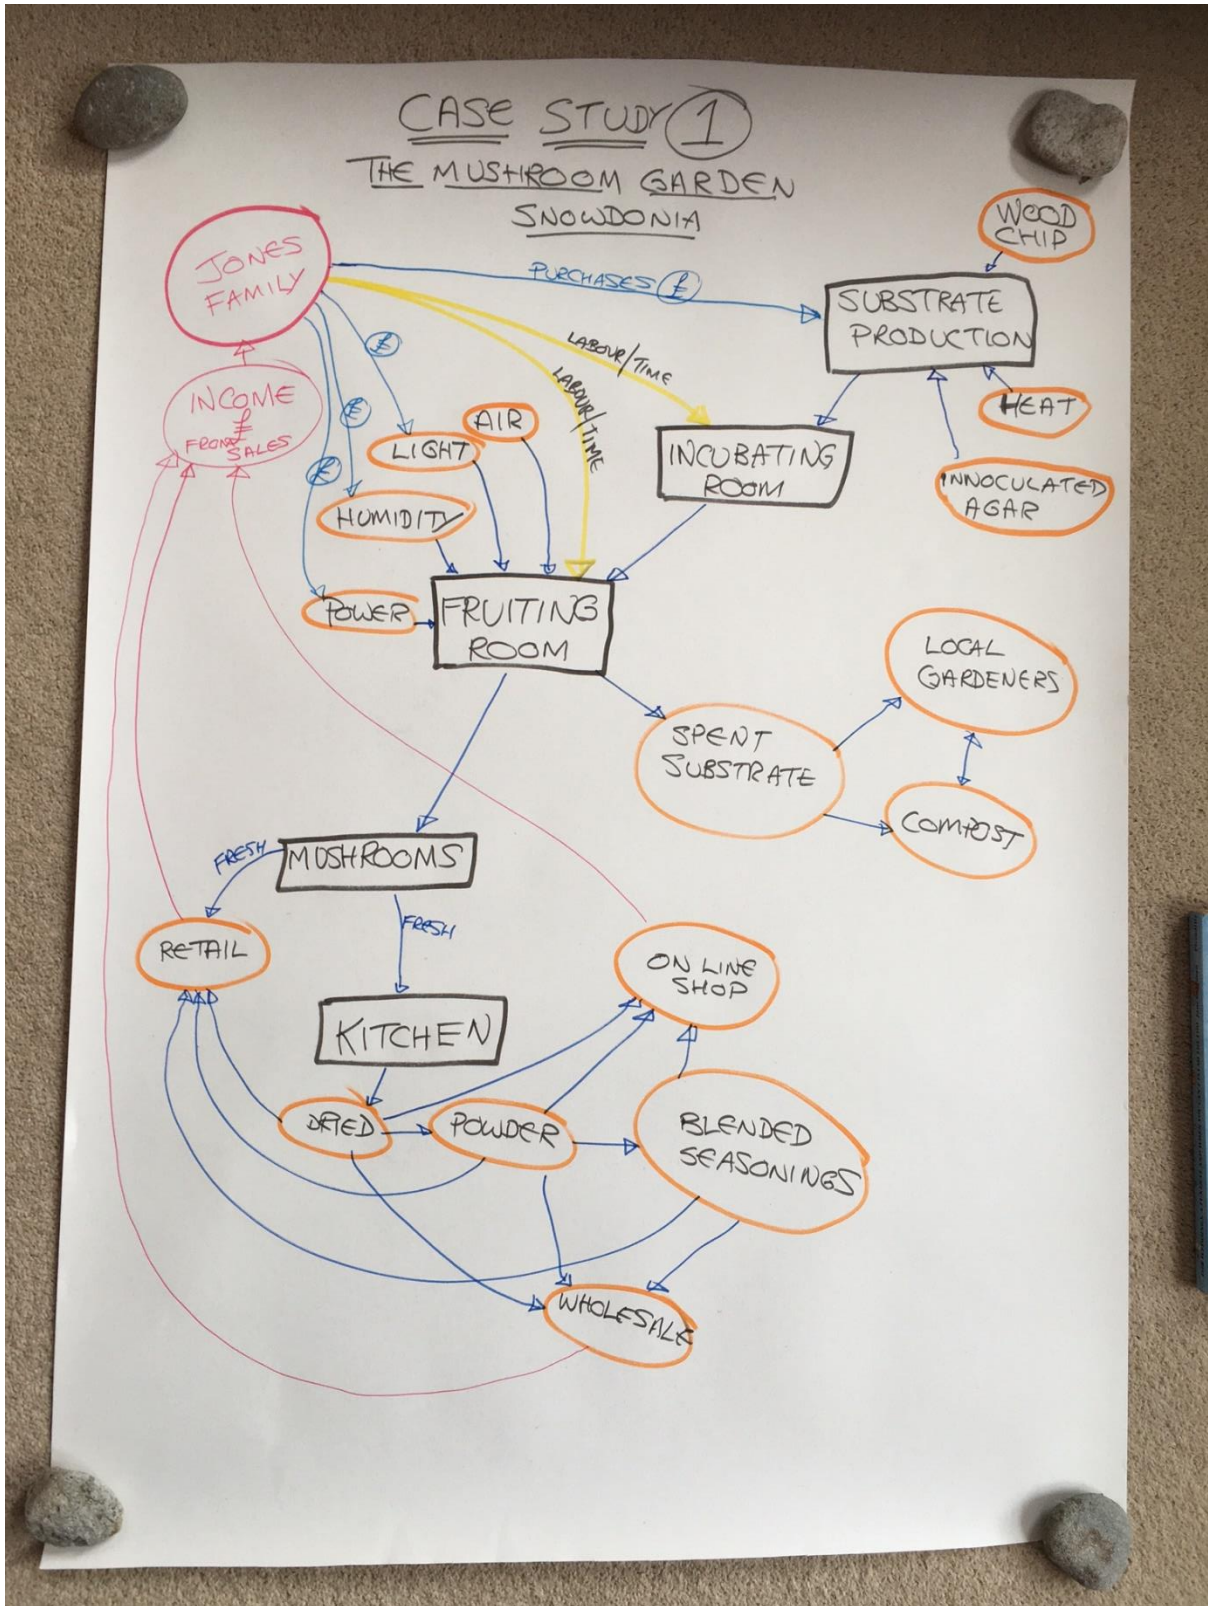 CASE STUDY 1
THE MUSHROOM GARDEN
SNOWDONIA
WOOD
CHIP
JONES
FAMILY
PURCHASES £
SUBSTRATE
PRODUCTION
£
LABOUR/TIME
LABOUR/TIME
INCOME
£
FROM SALES
£
£
AIR
LIGHT
HEAT
INCUBATING
ROOM
INNOCULATED
AGAR
HUMIDITY
POWER
FRUITING
ROOM
LOCAL
GARDENERS
SPENT
SUBSTRATE
COMPOST
FRESH
MUSHROOMS
FRESH
RETAIL
ON LINE
SHOP
KITCHEN
DRIED
POWDER
BLENDED
SEASONINGS
WHOLESALE